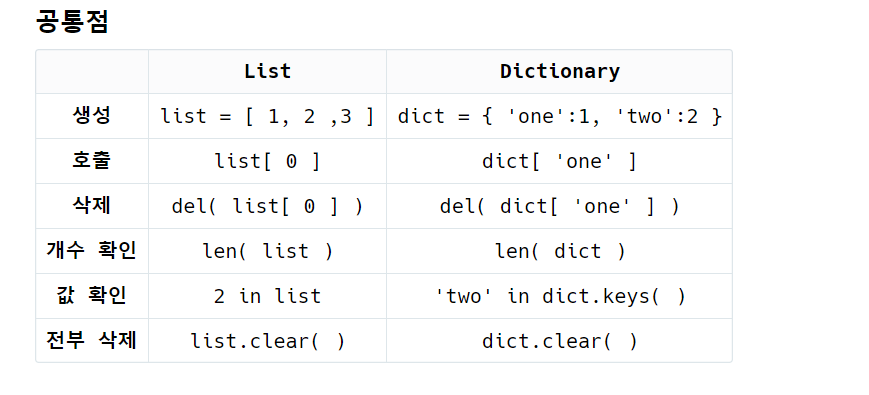 공통점
List Dictionary
생성 list = [ 1, 2 ,3 ] dict = { 'one':1, 'two':2 }
호출 list[ 0 ] dict[ 'one' ]
삭제 del( list[ 0 ] ) del( dict[ 'one' ] )
개수 확인 len( list ) len( dict )
값 확인 2 in list 'two' in dict.keys( )
전부 삭제 list.clear( ) dict.clear( )